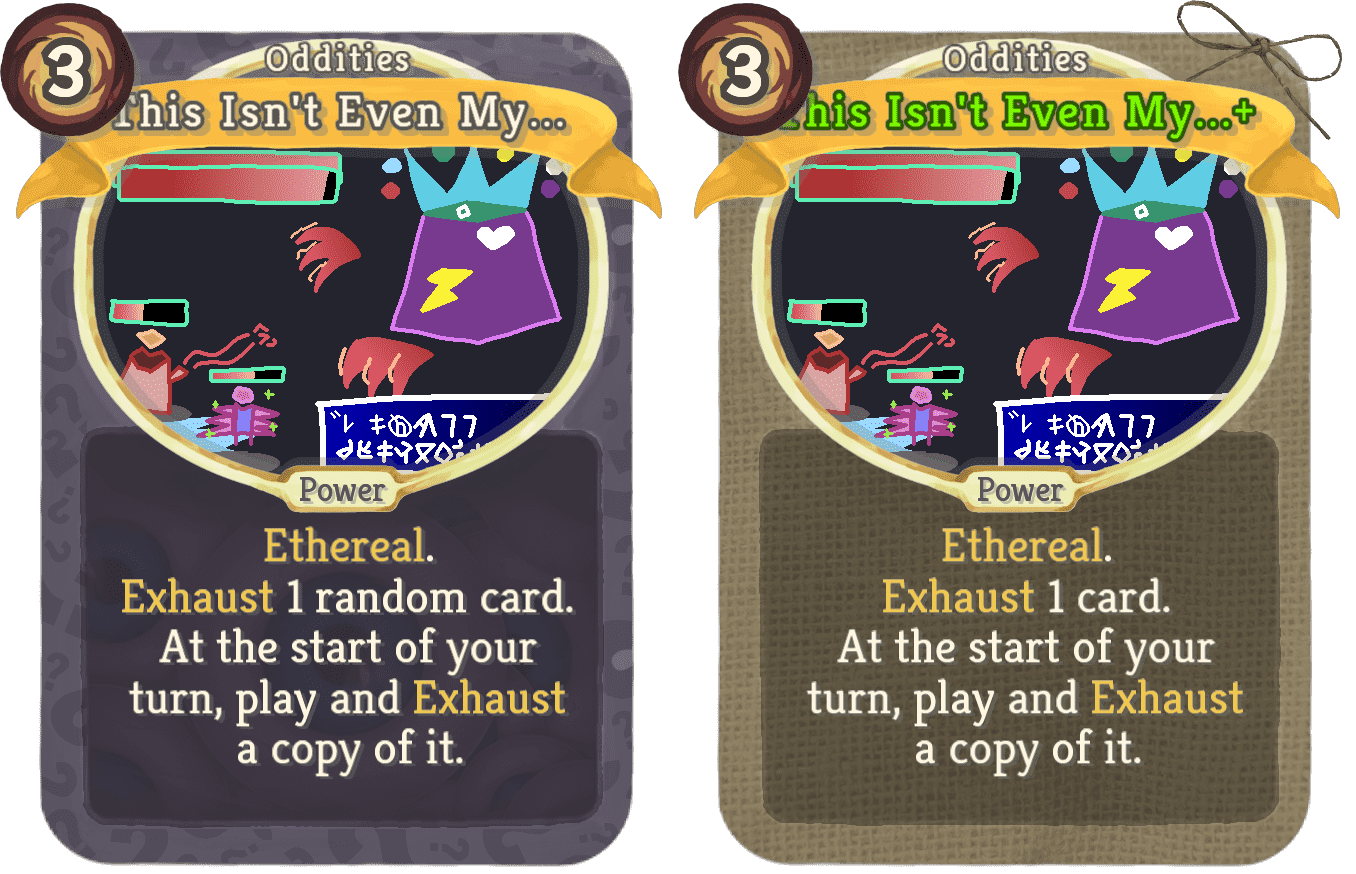 3
Oddities
This Isn't Even My...
Power
Ethereal.
Exhaust 1 random card.
At the start of your
turn, play and Exhaust
a copy of it.
3
Oddities
This Isn't Even My...+
Power
Ethereal.
Exhaust 1 card.
At the start of your
turn, play and Exhaust
a copy of it.